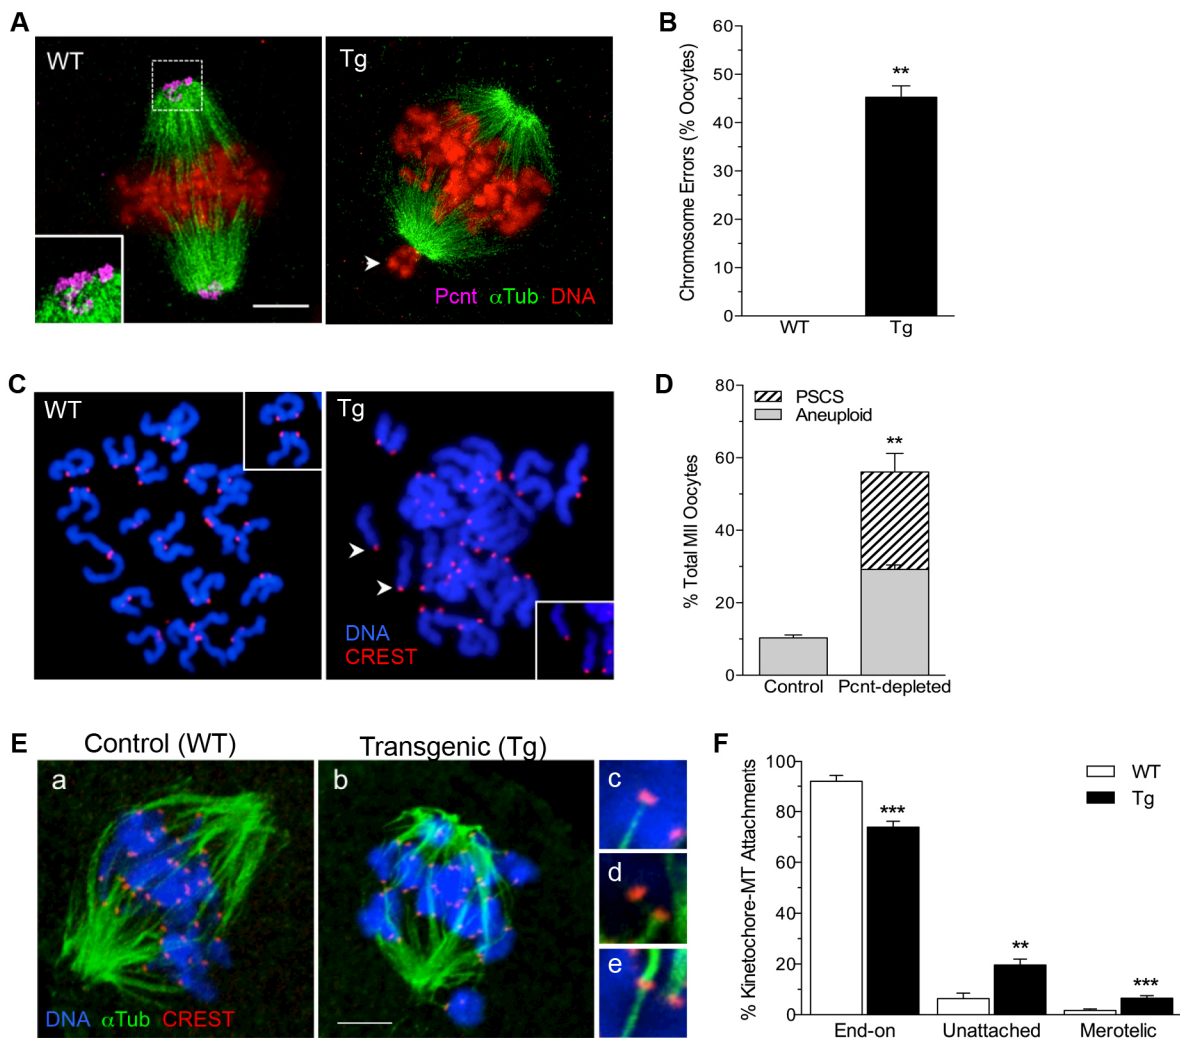 A
WT
Tg
Pcnt αTub DNA
B
Chromosome Errors (% Oocytes)
60
50
40
30
20
10
0
**
WT
Tg
C
WT
Tg
DNA
CREST
D
% Total MII Oocytes
80
60
40
20
0
PSCS
Aneuploid
**
Control
Pcnt-depleted
E
Control (WT)
Transgenic (Tg)
a
b
c
d
e
DNA αTub CREST
F
% Kinetochore-MT Attachments
100
80
60
40
20
0
WT
Tg
***
**
***
End-on
Unattached
Merotelic